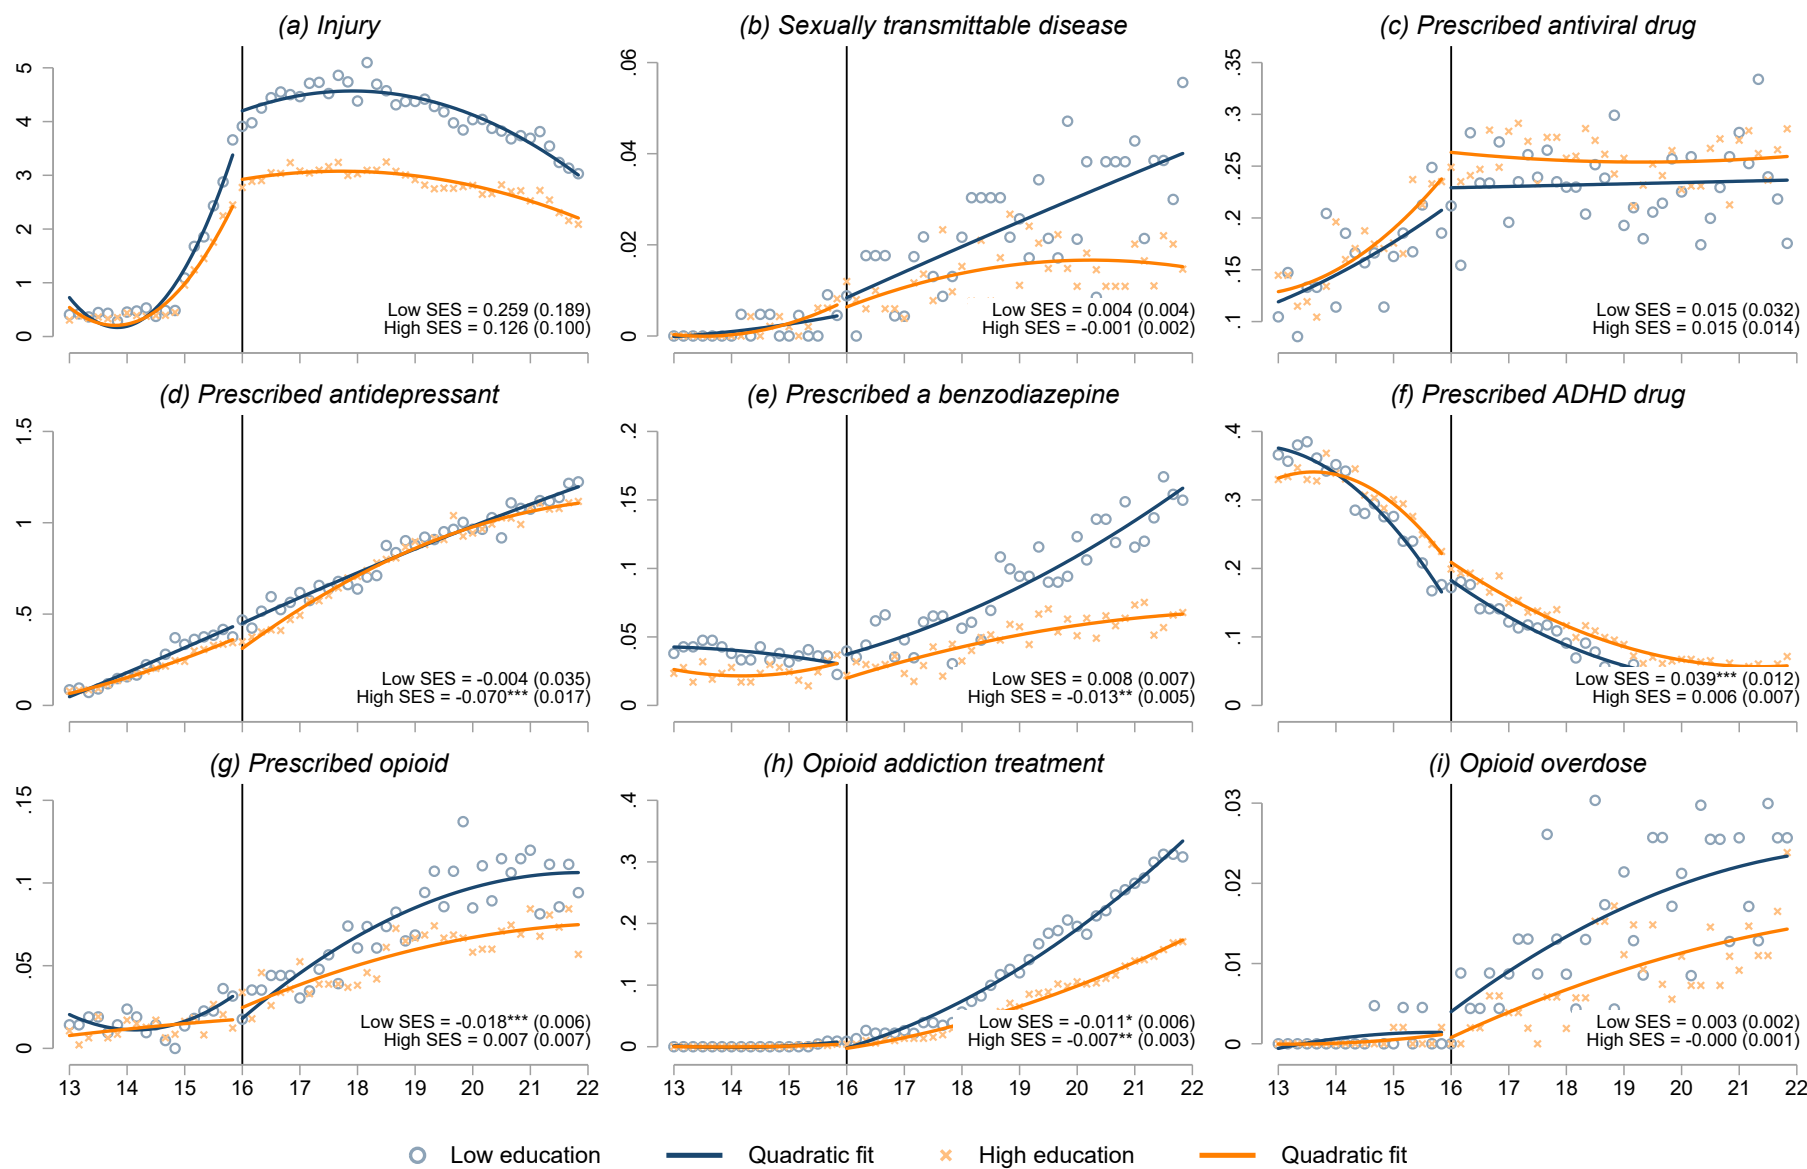 (a) Injury
(b) Sexually transmittable disease
(c) Prescribed antiviral drug
5
4
3
2
1
0
Low SES = 0.259 (0.189)
High SES = 0.126 (0.100)
.06
.04
.02
0
Low SES = 0.004 (0.004)
High SES = -0.001 (0.002)
.35
.3
.25
.2
.15
.1
Low SES = 0.015 (0.032)
High SES = 0.015 (0.014)
(d) Prescribed antidepressant
(e) Prescribed a benzodiazepine
(f) Prescribed ADHD drug
1.5
1
.5
0
Low SES = -0.004 (0.035)
High SES = -0.070*** (0.017)
.2
.15
.1
.05
0
Low SES = 0.008 (0.007)
High SES = -0.013** (0.005)
.4
.3
.2
.1
0
Low SES = 0.039*** (0.012)
High SES = 0.006 (0.007)
(g) Prescribed opioid
(h) Opioid addiction treatment
(i) Opioid overdose
.15
.1
.05
0
Low SES = -0.018*** (0.006)
High SES = 0.007 (0.007)
13 14 15 16 17 18 19 20 21 22
.4
.3
.2
.1
0
Low SES = -0.011* (0.006)
High SES = -0.007** (0.003)
13 14 15 16 17 18 19 20 21 22
.03
.02
.01
0
Low SES = 0.003 (0.002)
High SES = -0.000 (0.001)
13 14 15 16 17 18 19 20 21 22
Low education Quadratic fit High education Quadratic fit